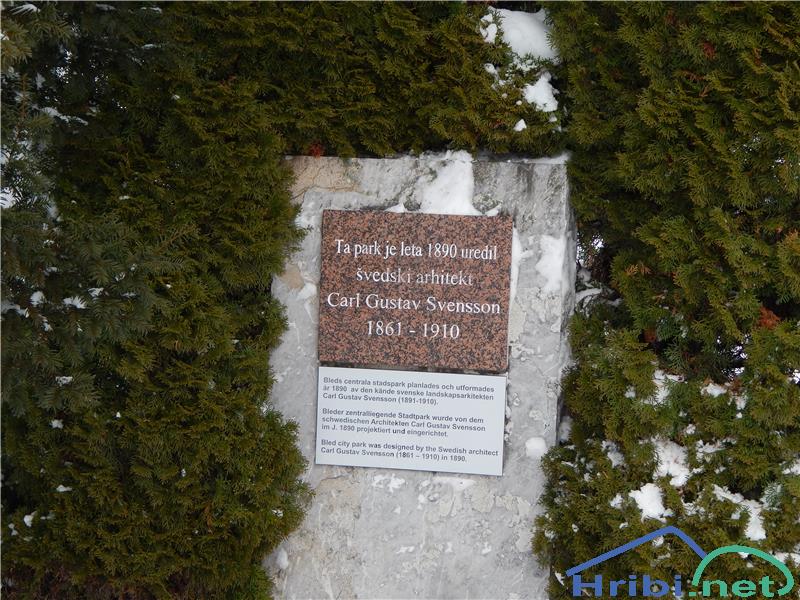 Ta park je leta 1890 uredil
švedski arhitekt
Carl Gustav Svensson
1861 - 1910
Bleds centrala stadspark planlades och utformades
år 1890 av den kände svenske landskapsarkitekten
Carl Gustav Svensson (1891-1910).
Bleder zentralliegende Stadtpark wurde von dem
schwedischen Architekten Carl Gustav Svensson
im J. 1890 projektiert und eingerichtet.
Bled city park was designed by the Swedish architect
Carl Gustav Svensson (1861 – 1910) in 1890.
Hribi.net